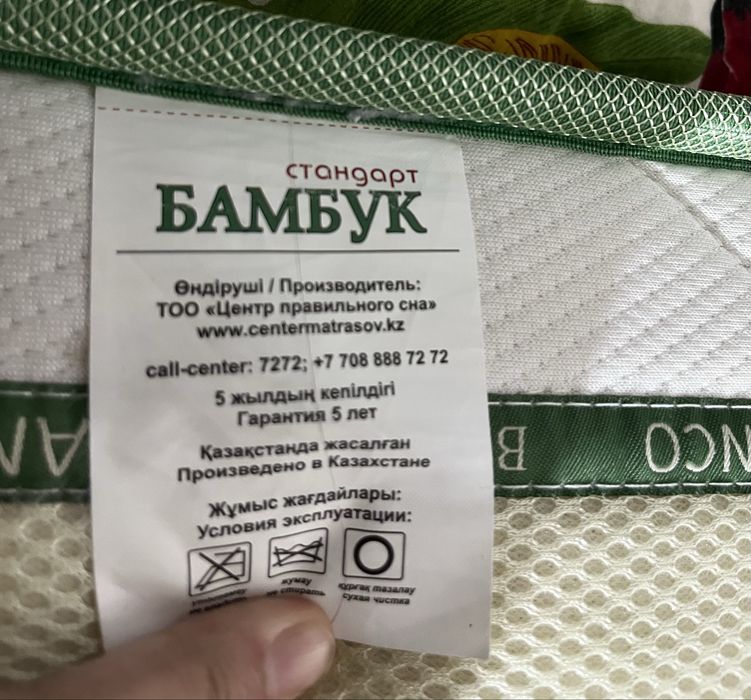 стандарт
БАМБУК
Өндіруші / Производитель:
ТОО «Центр правильного сна»
www.centermatrasov.kz
call-center: 7272; +7 708 888 72 72
5 жылдың кепілдігі
Гарантия 5 лет
Қазақстанда жасалған
Произведено в Казахстане
Жұмыс жағдайлары:
Условия эксплуатации:
жумау
не стирать
құрғақ тазалау
сухая чистка
B